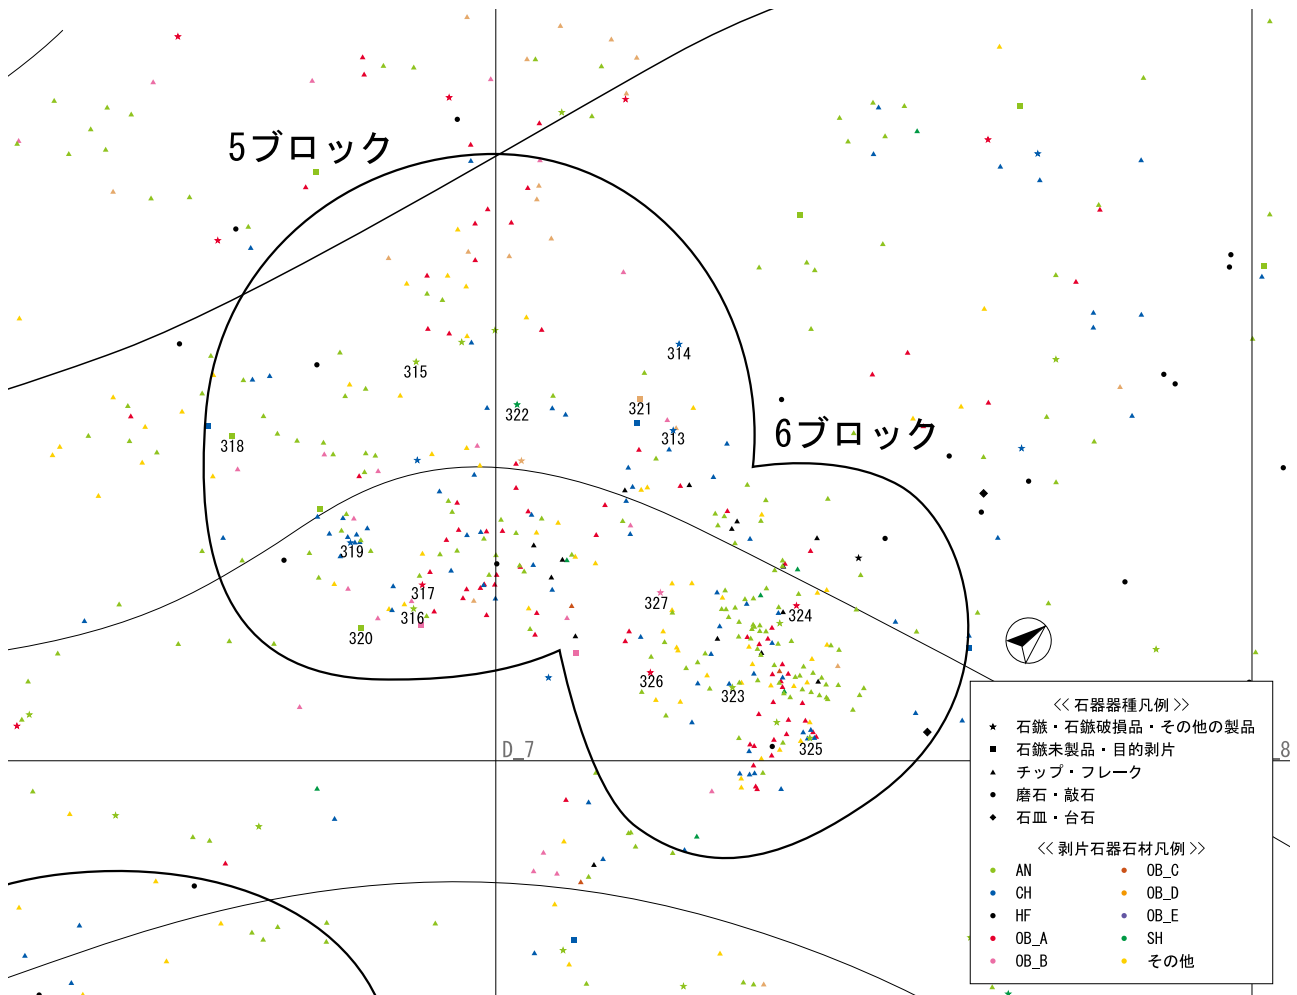 5ブロック
314
315
321
322
313
6ブロック
318
319
317
327
316
324
320
326
323
325
D_7
_8
≪ 石器器種凡例 ≫
★ 石鏃・石鏃破損品・その他の製品
■ 石鏃未製品・目的剥片
▲ チップ・フレーク
● 磨石・敲石
◆ 石皿・台石
≪ 剥片石器石材凡例 ≫
AN OB_C
CH OB_D
HF OB_E
OB_A SH
OB_B その他